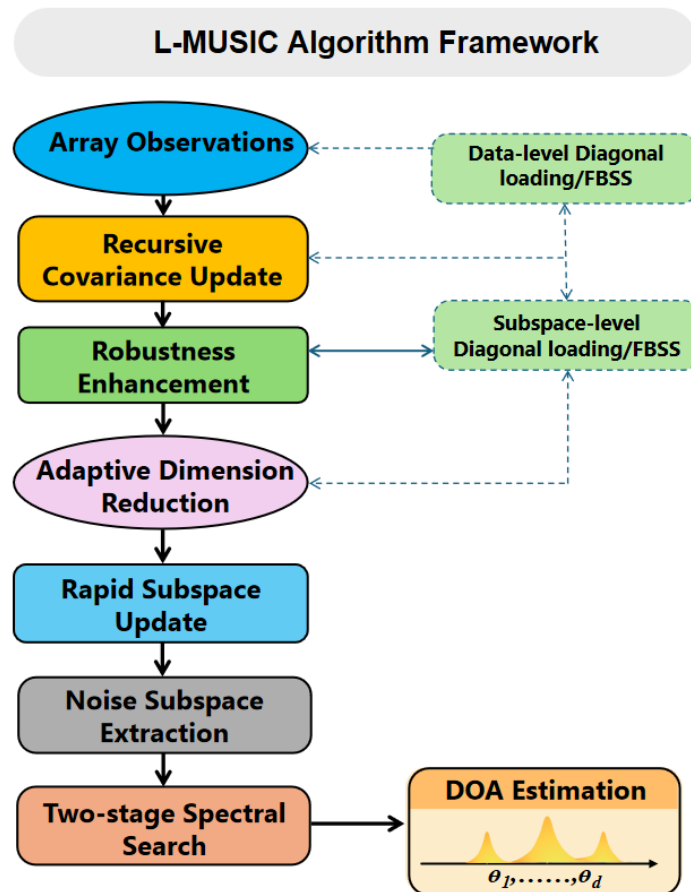 L-MUSIC Algorithm Framework
Array Observations
Data-level Diagonal
loading/FBSS
Recursive
Covariance Update
Subspace-level
Diagonal loading/FBSS
Robustness
Enhancement
Adaptive Dimension
Reduction
Rapid Subspace
Update
Noise Subspace
Extraction
Two-stage Spectral
Search
DOA Estimation
θ₁,......,θ_d